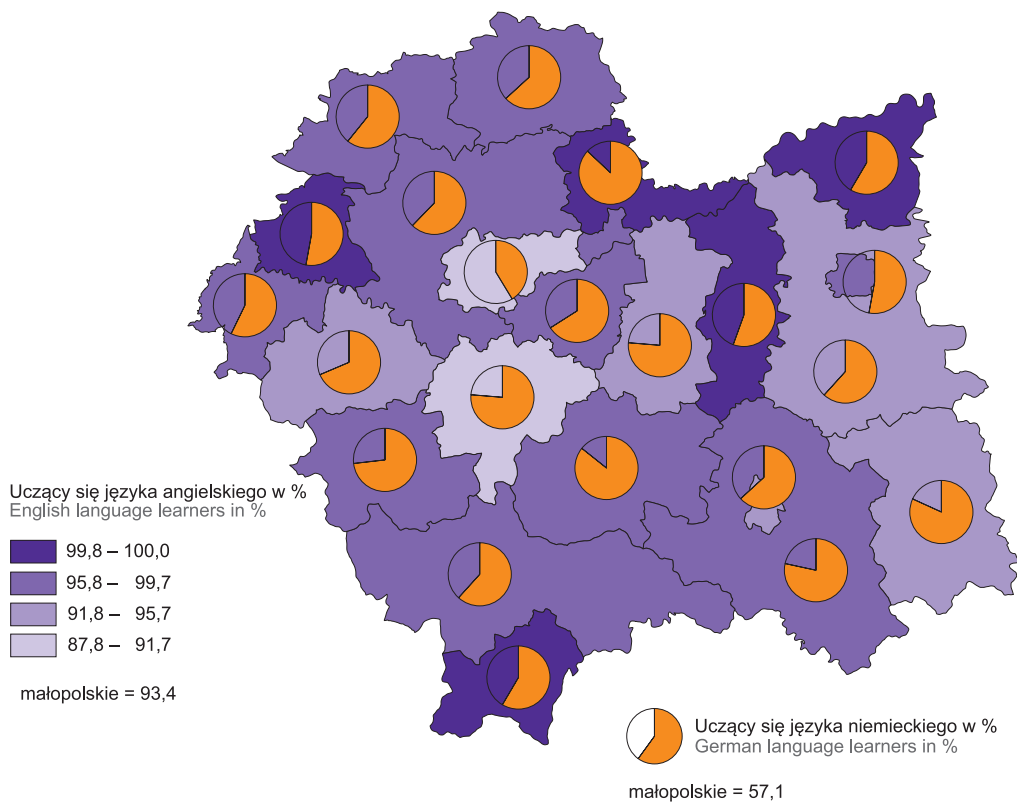 Uczący się języka angielskiego w %
English language learners in %
99,8 – 100,0
95,8 – 99,7
91,8 – 95,7
87,8 – 91,7
małopolskie = 93,4
Uczący się języka niemieckiego w %
German language learners in %
małopolskie = 57,1